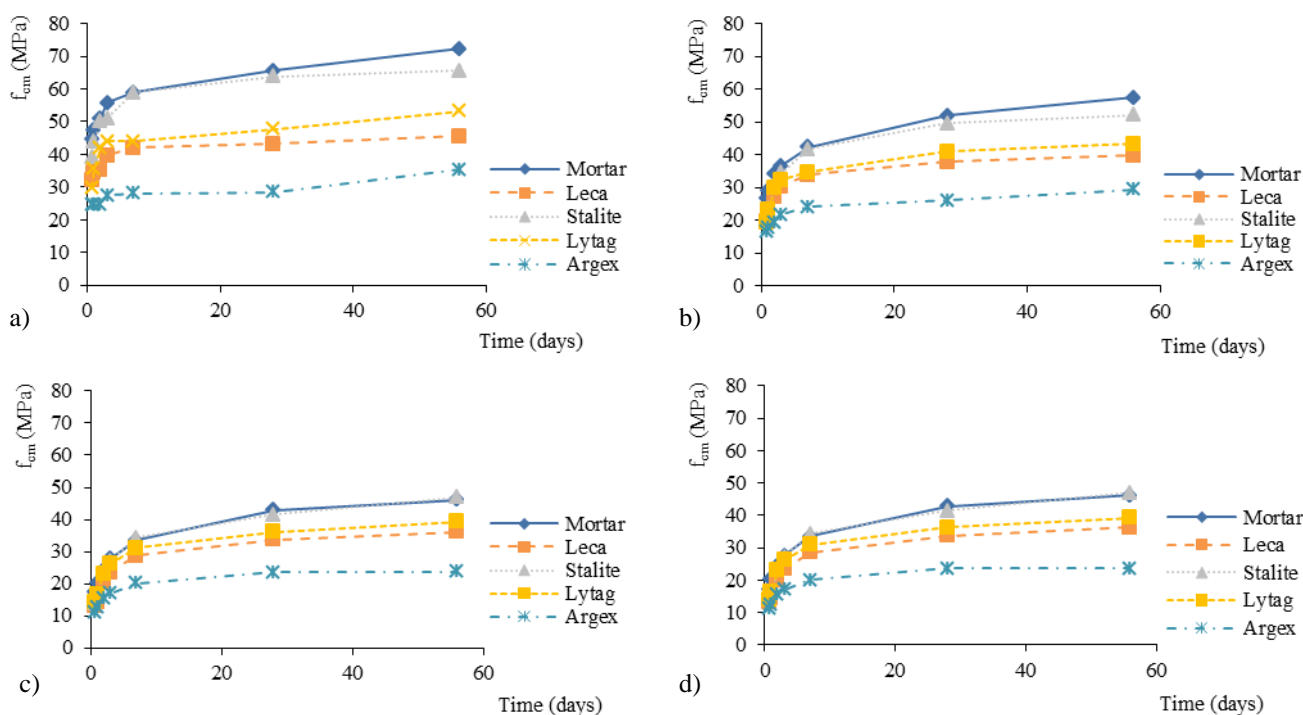 80
70
60
50
40
30
20
10
0
f_cm (MPa)
0 20 40 60
Time (days)
Mortar
Leca
Stalite
Lytag
Argex
a)
80
70
60
50
40
30
20
10
0
f_cm (MPa)
0 20 40 60
Time (days)
Mortar
Leca
Stalite
Lytag
Argex
b)
80
70
60
50
40
30
20
10
0
f_cm (MPa)
0 20 40 60
Time (days)
Mortar
Leca
Stalite
Lytag
Argex
c)
80
70
60
50
40
30
20
10
0
f_cm (MPa)
0 20 40 60
Time (days)
Mortar
Leca
Stalite
Lytag
Argex
d)